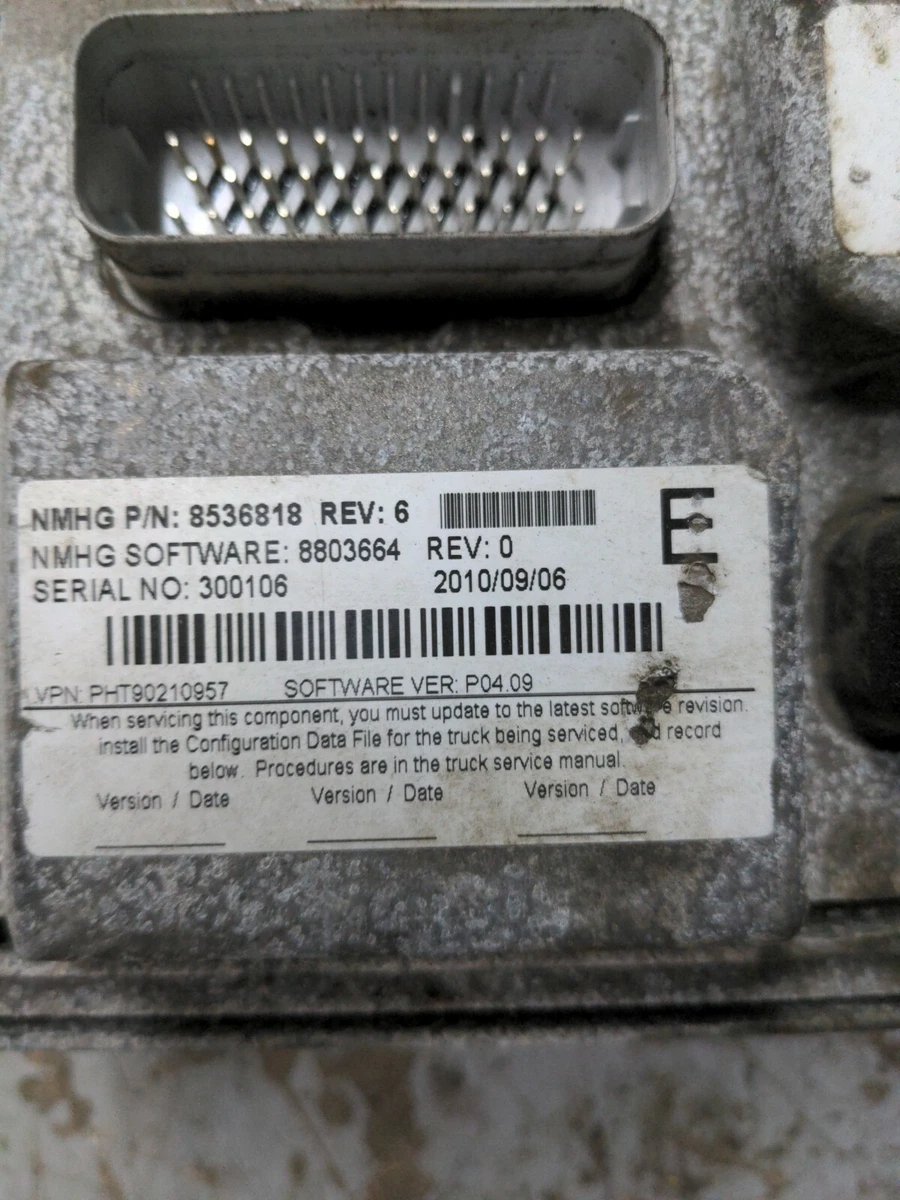 NMHG P/N: 8536818 REV: 6
E
NMHG SOFTWARE: 8803664 REV: 0
SERIAL NO: 300106 2010/09/06
VPN: PHT90210957 SOFTWARE VER: P04.09
When servicing this component, you must update to the latest software revision.
install the Configuration Data File for the truck being serviced, and record
below. Procedures are in the truck service manual.
Version / Date Version / Date Version / Date